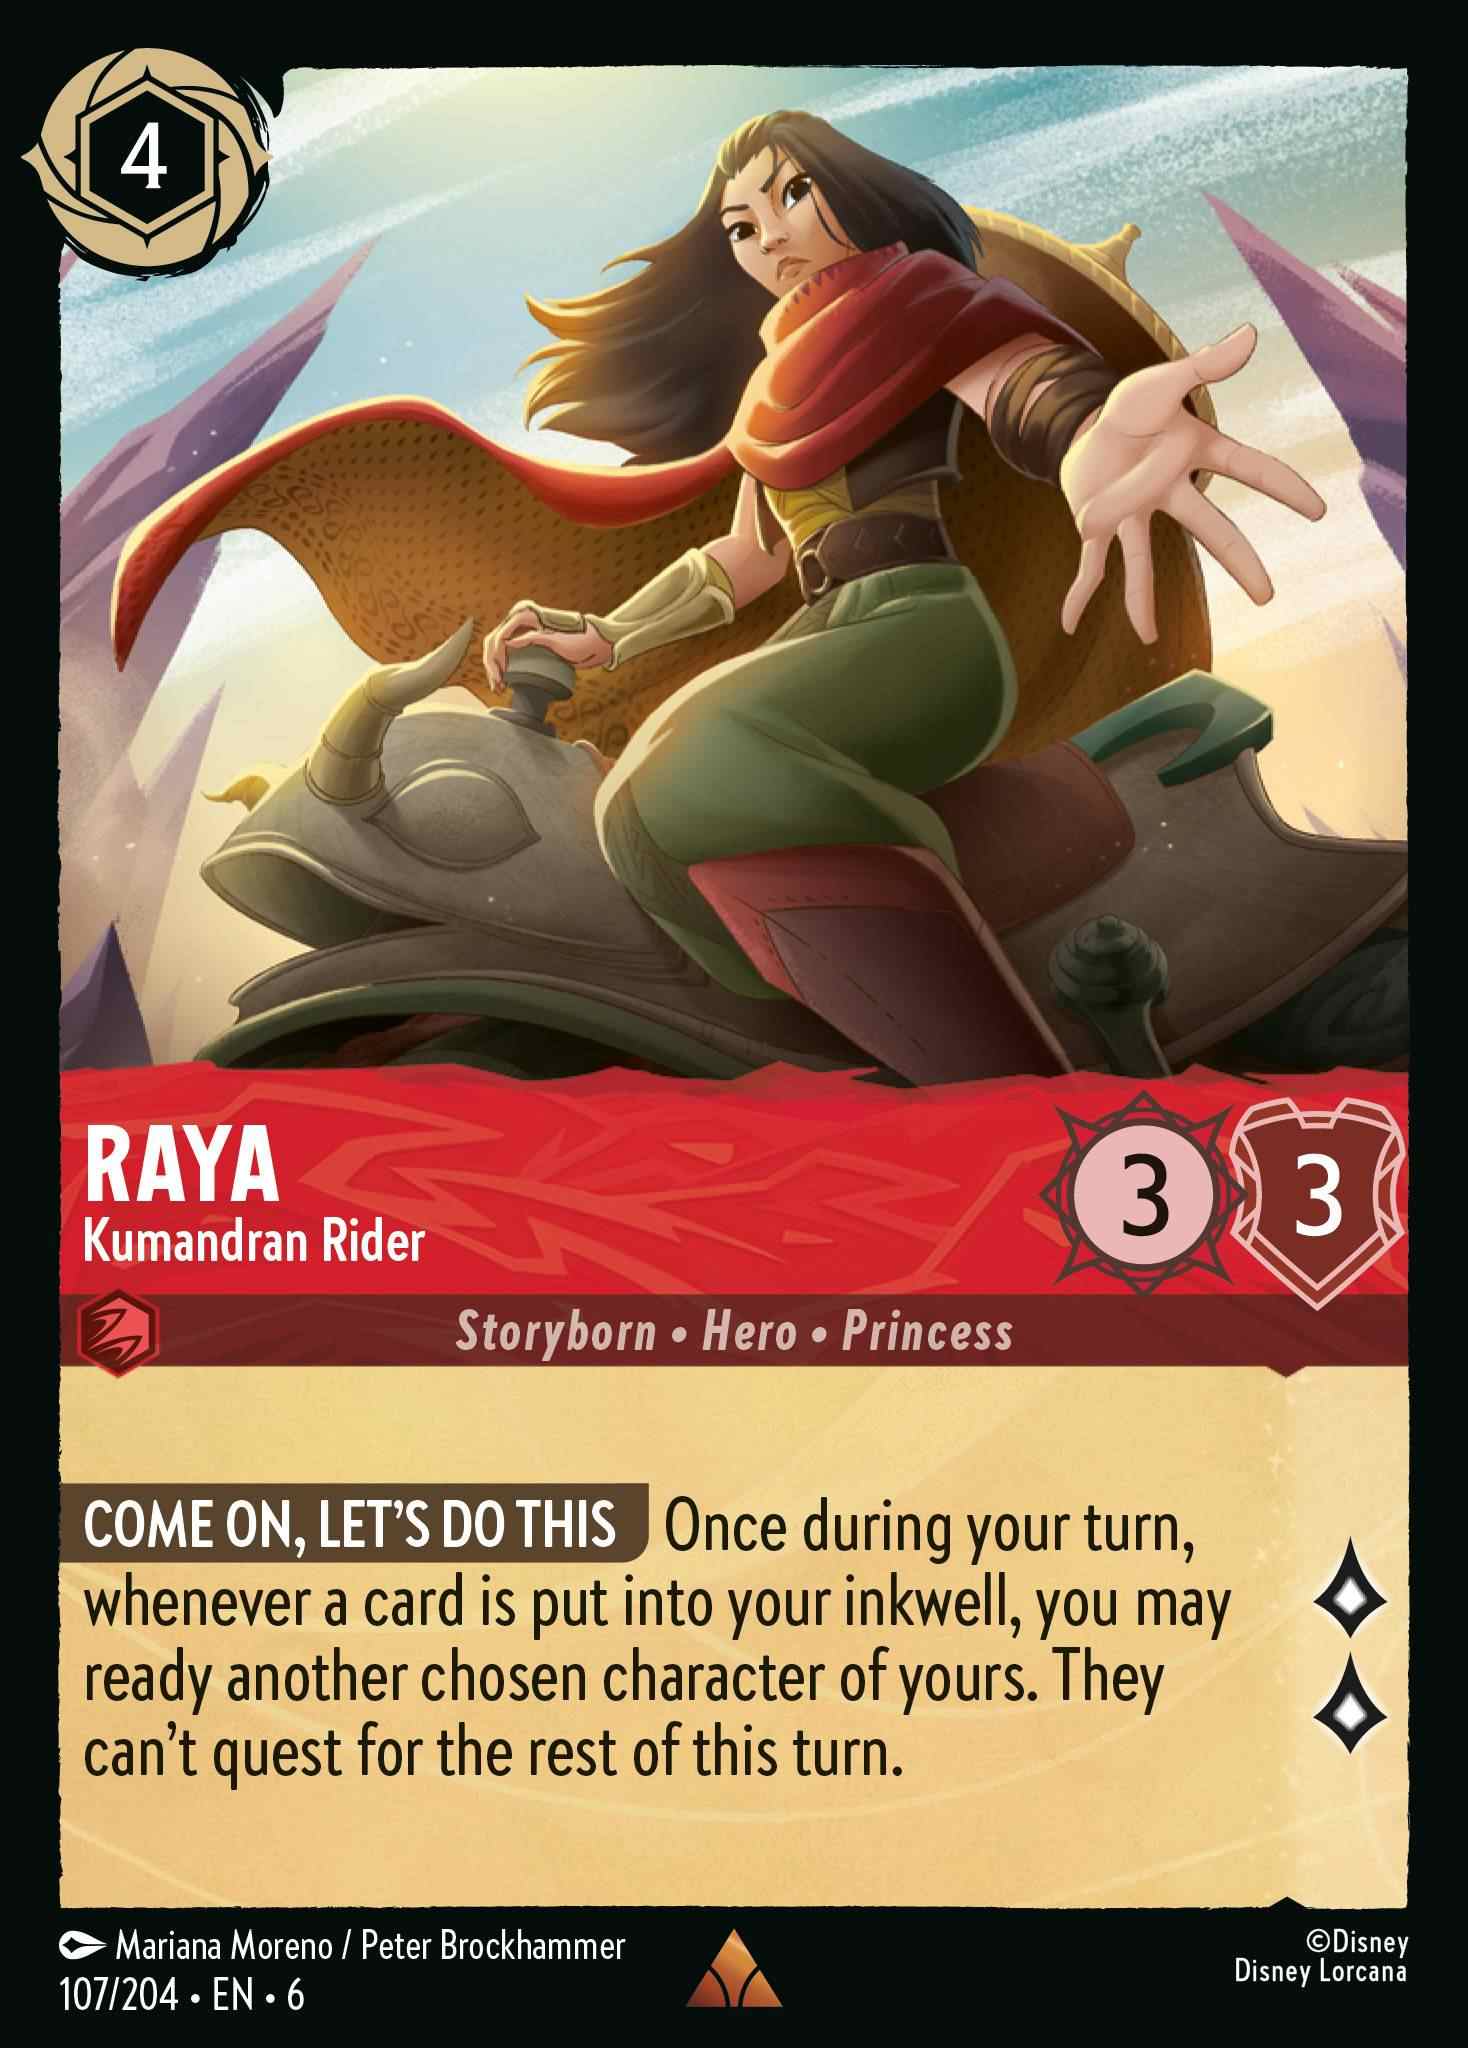 4
RAYA
Kumandran Rider
3
3
Storyborn • Hero • Princess
COME ON, LET'S DO THIS Once during your turn,
whenever a card is put into your inkwell, you may
ready another chosen character of yours. They
can't quest for the rest of this turn.
Mariana Moreno / Peter Brockhammer
107/204 • EN • 6
©Disney
Disney Lorcana